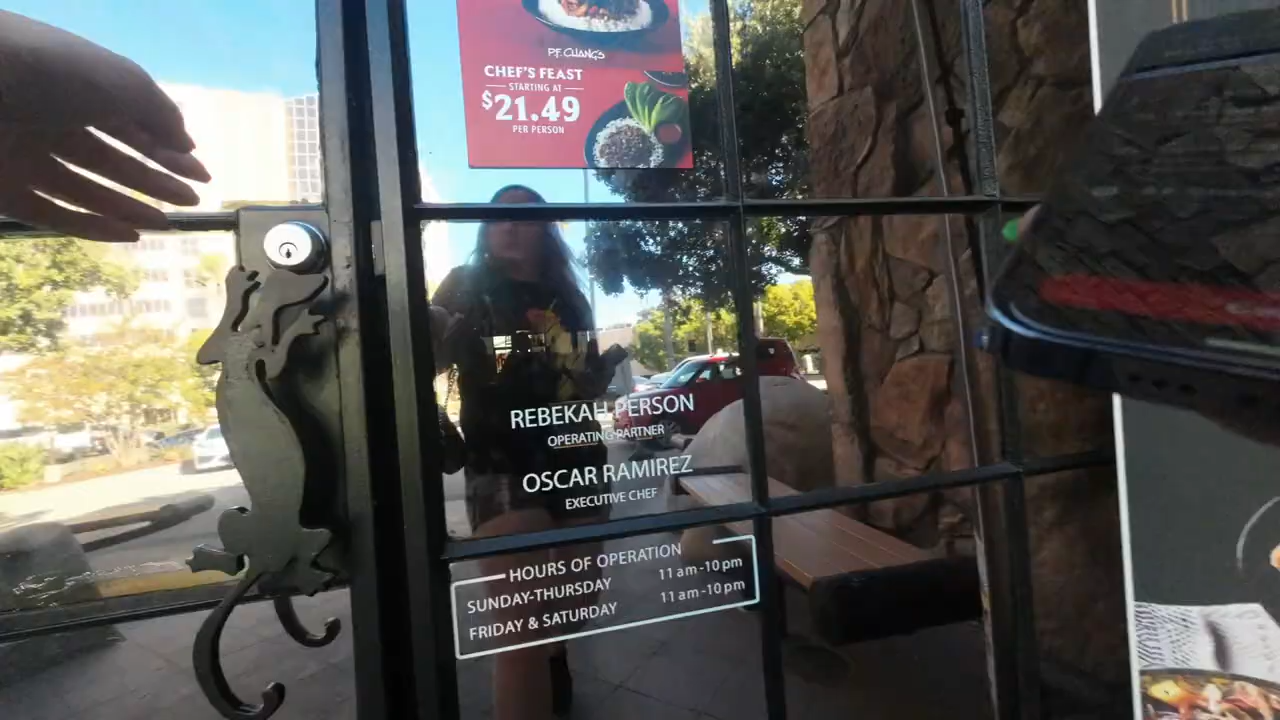 P.F. CHANG'S
CHEF'S FEAST
STARTING AT
$21.49
PER PERSON
REBEKAH PERSON
OPERATING PARTNER
OSCAR RAMIREZ
EXECUTIVE CHEF
HOURS OF OPERATION
SUNDAY-THURSDAY 11 am-10 pm
FRIDAY & SATURDAY 11 am-10 pm